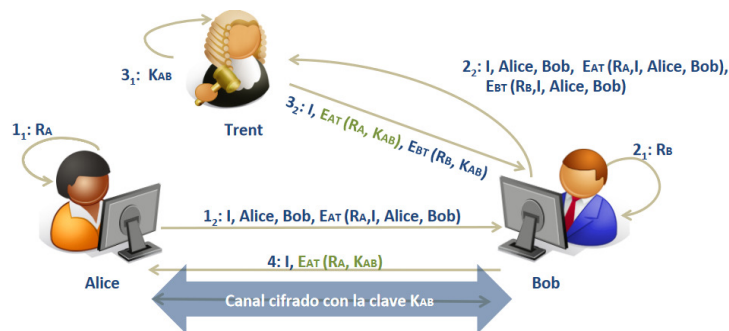 2₂: I, Alice, Bob, EAT (RA,I, Alice, Bob),
EBT (RB,I, Alice, Bob)
3₁: KAB
Trent
3₂: I, EAT (RA, KAB), EBT (RB, KAB)
1₁: RA
2₁: RB
1₂: I, Alice, Bob, EAT (RA,I, Alice, Bob)
4: I, EAT (RA, KAB)
Alice
Bob
Canal cifrado con la clave KAB